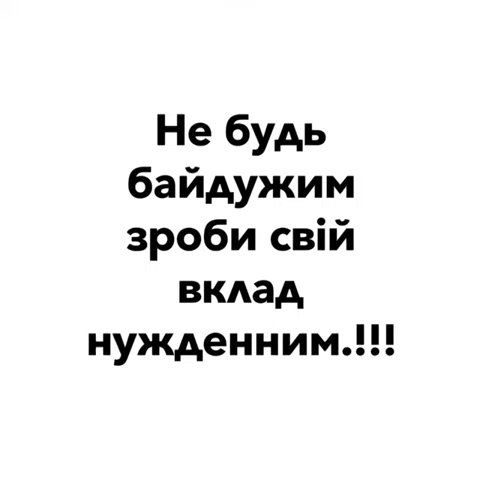 Не будь
байдужим
зроби свій
вклад
нужденним.!!!